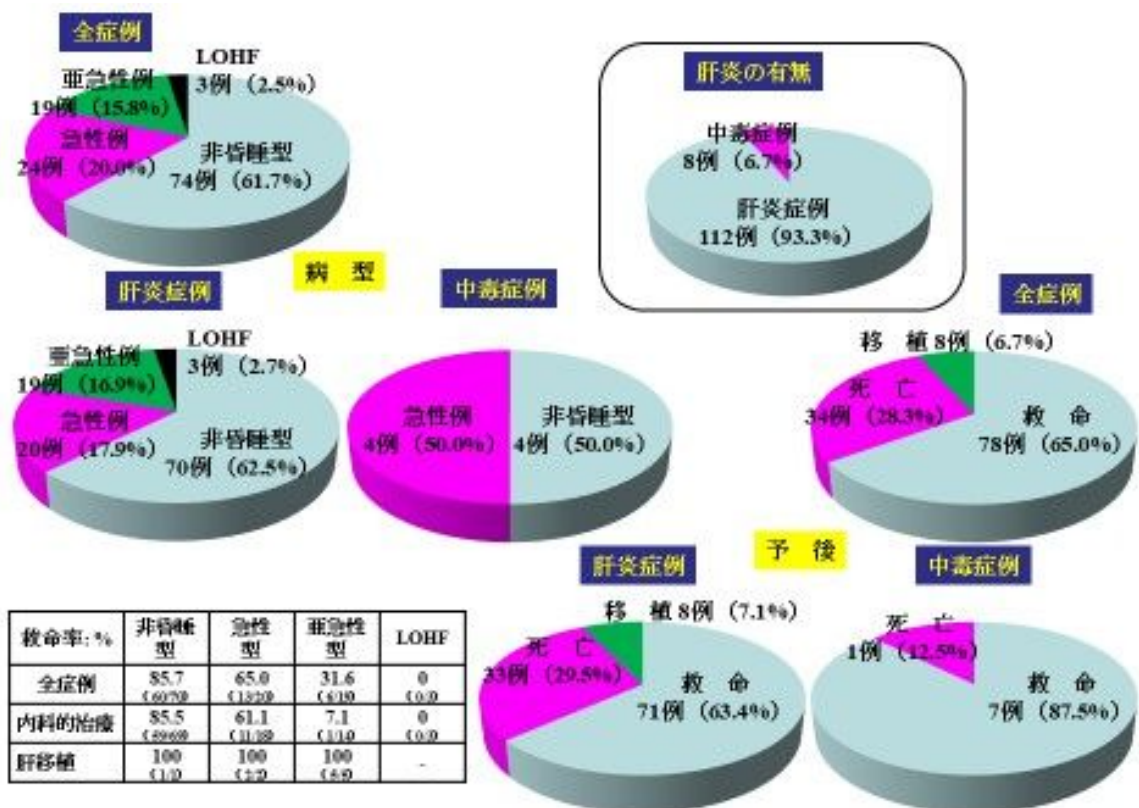 全症例
LOHF
3例（2.5%）
亜急性例
19例（15.8%）
急性例
24例（20.0%）
非昏睡型
74例（61.7%）
肝炎の有無
中毒症例
8例（6.7%）
肝炎症例
112例（93.3%）
病　型
肝炎症例
LOHF
3例（2.7%）
亜急性例
19例（16.9%）
急性例
20例（17.9%）
非昏睡型
70例（62.5%）
中毒症例
急性例
4例（50.0%）
非昏睡型
4例（50.0%）
全症例
移　植 8例（6.7%）
死　亡
34例（28.3%）
救　命
78例（65.0%）
予　後
肝炎症例
移　植 8例（7.1%）
死　亡
33例（29.5%）
救　命
71例（63.4%）
中毒症例
死　亡
1例（12.5%）
救　命
7例（87.5%）
救命率: % 非昏睡型 急性型 亜急性型 LOHF
全症例 85.7 65.0 31.6 0
内科的治療 85.5 61.1 7.1 0
肝移植 100 100 100 -